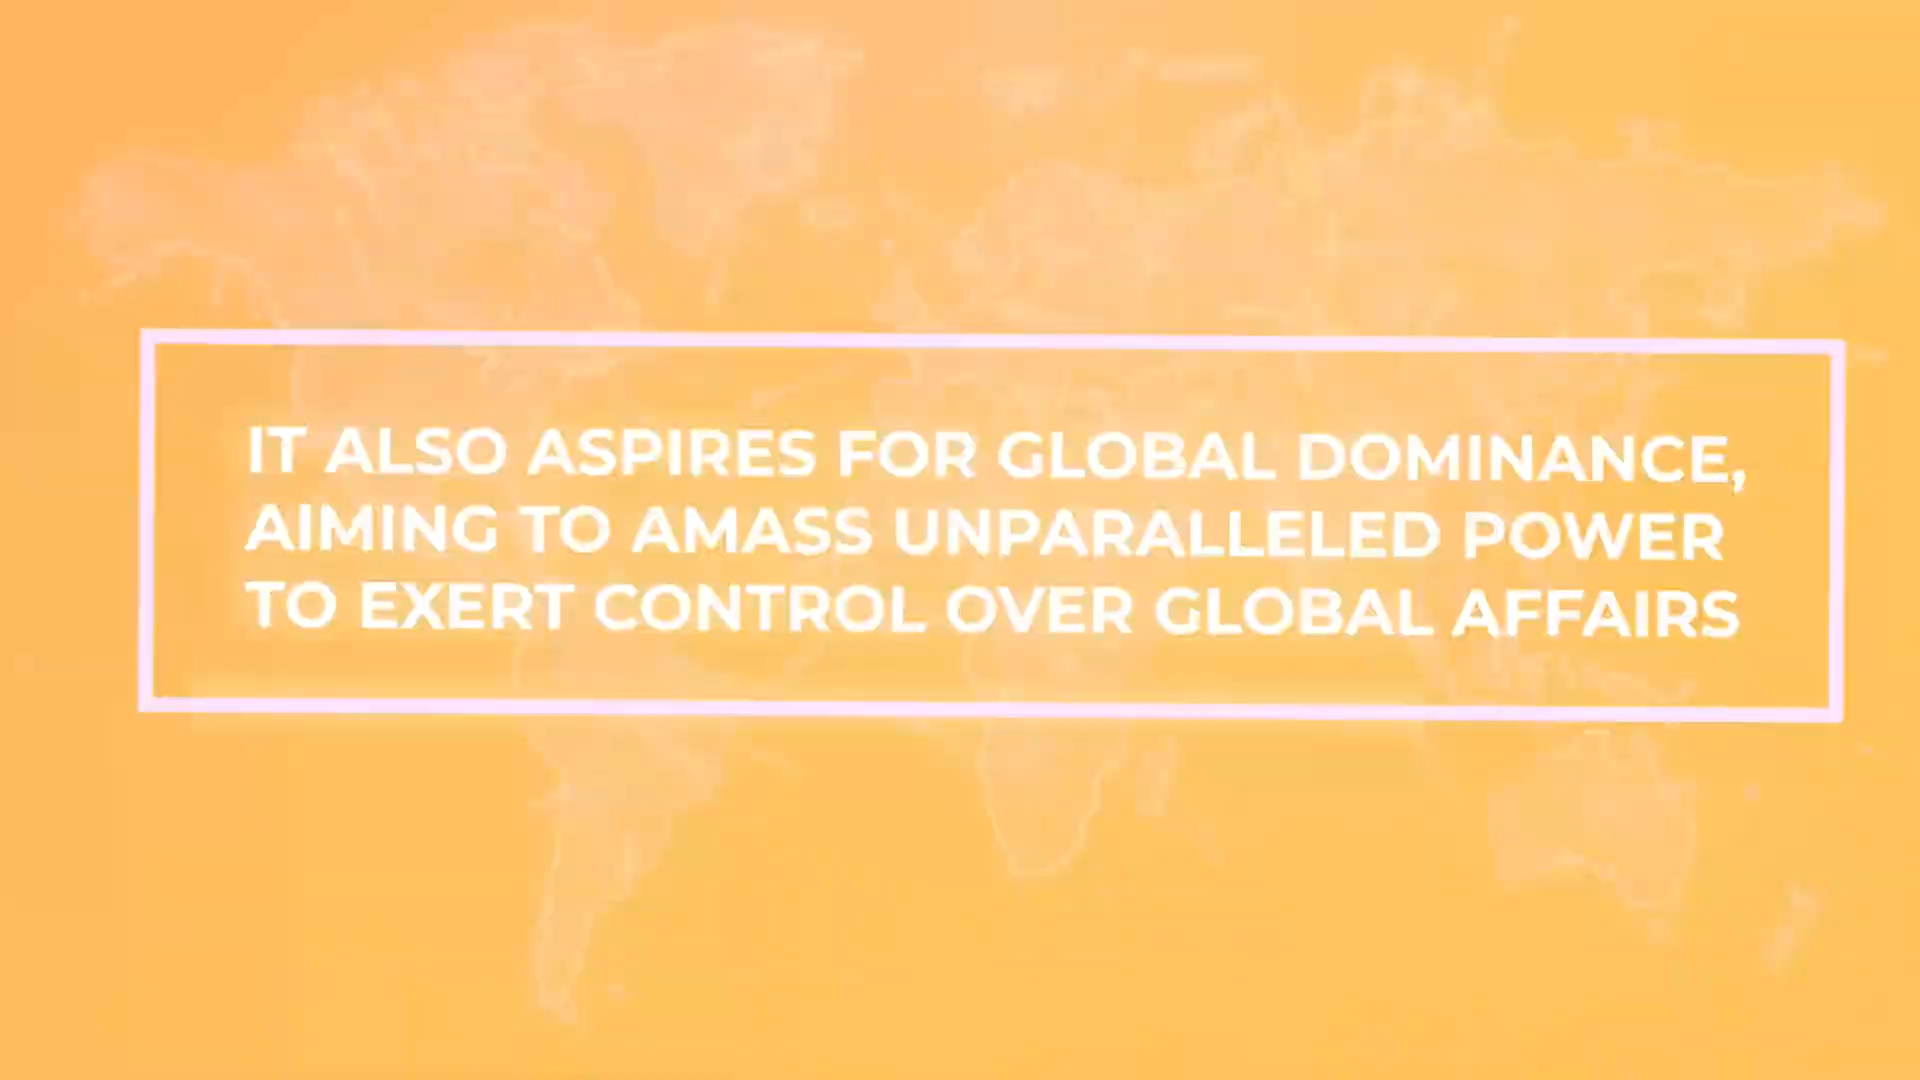 IT ALSO ASPIRES FOR GLOBAL DOMINANCE,
AIMING TO AMASS UNPARALLELED POWER
TO EXERT CONTROL OVER GLOBAL AFFAIRS